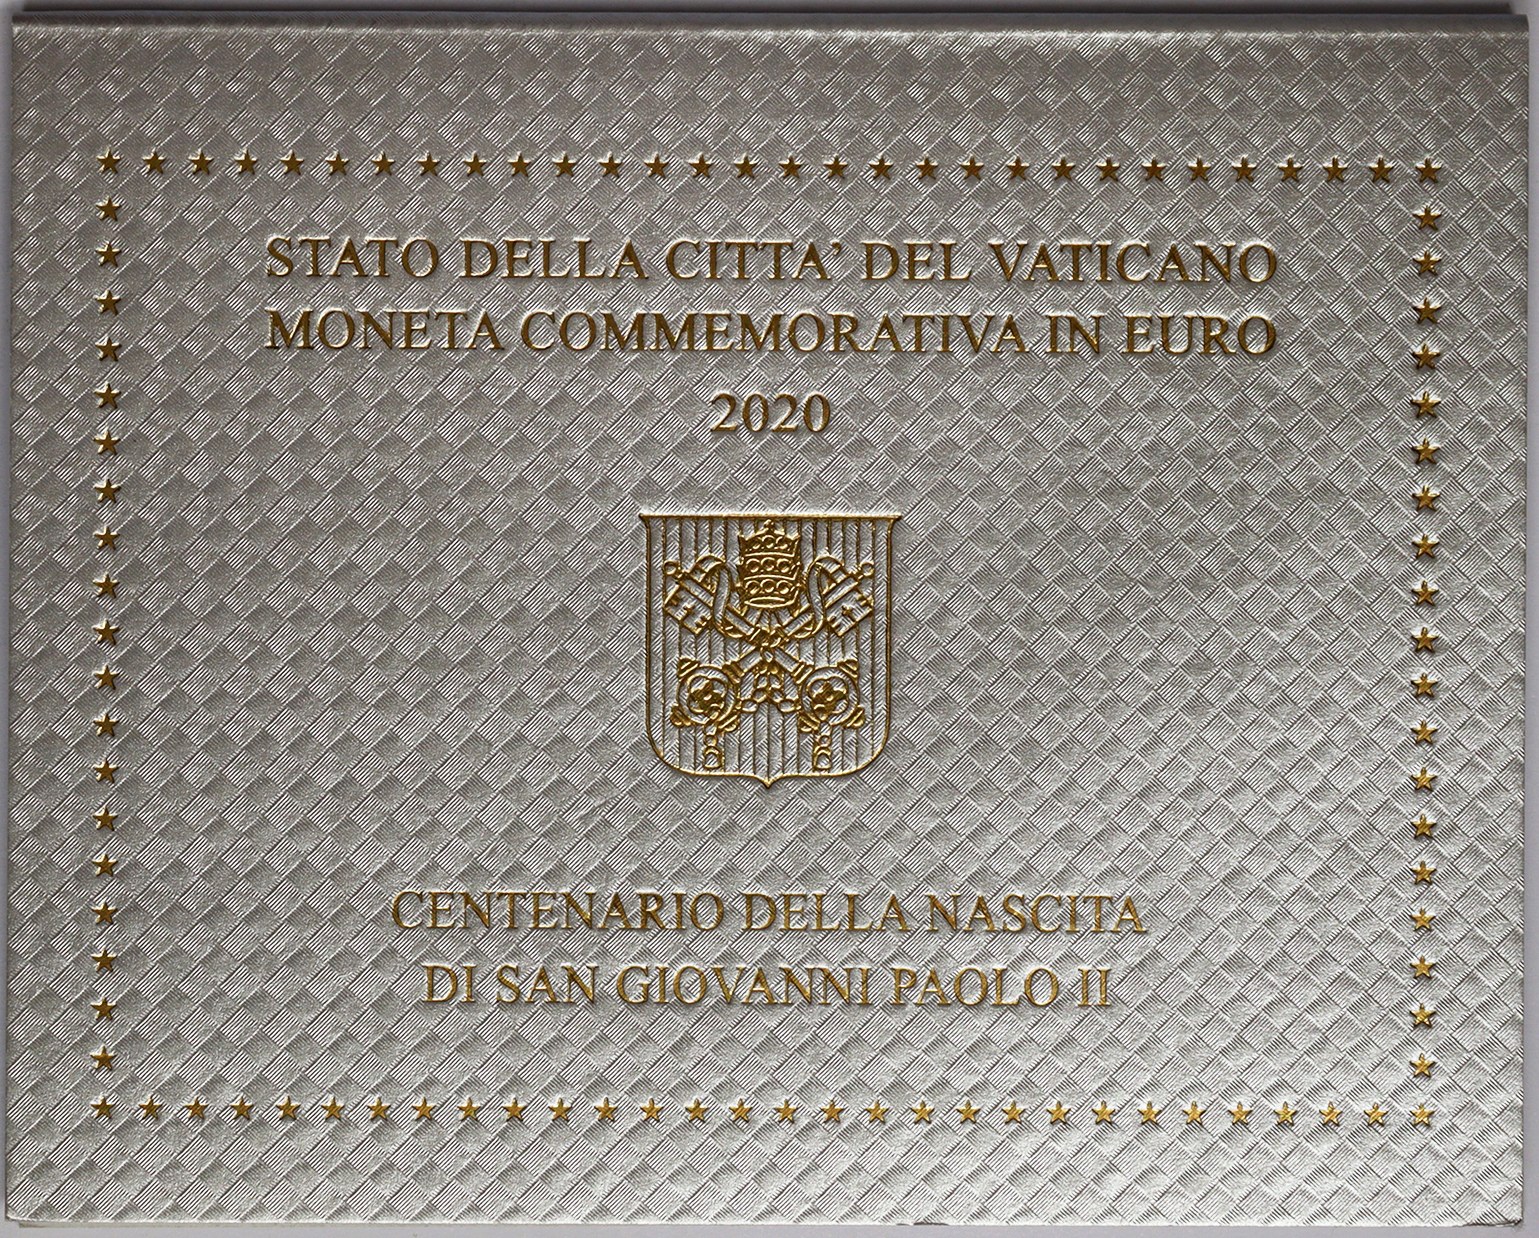 STATO DELLA CITTA’ DEL VATICANO
MONETA COMMEMORATIVA IN EURO
2020
CENTENARIO DELLA NASCITA
DI SAN GIOVANNI PAOLO II